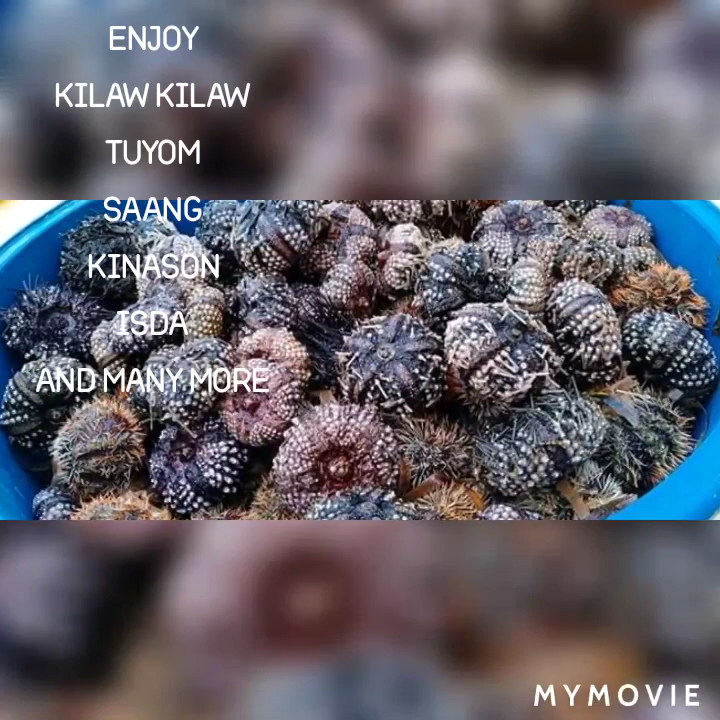 ENJOY
KILAW KILAW
TUYOM
SAANG
KINASON
ISDA
AND MANY MORE
MYMOVIE